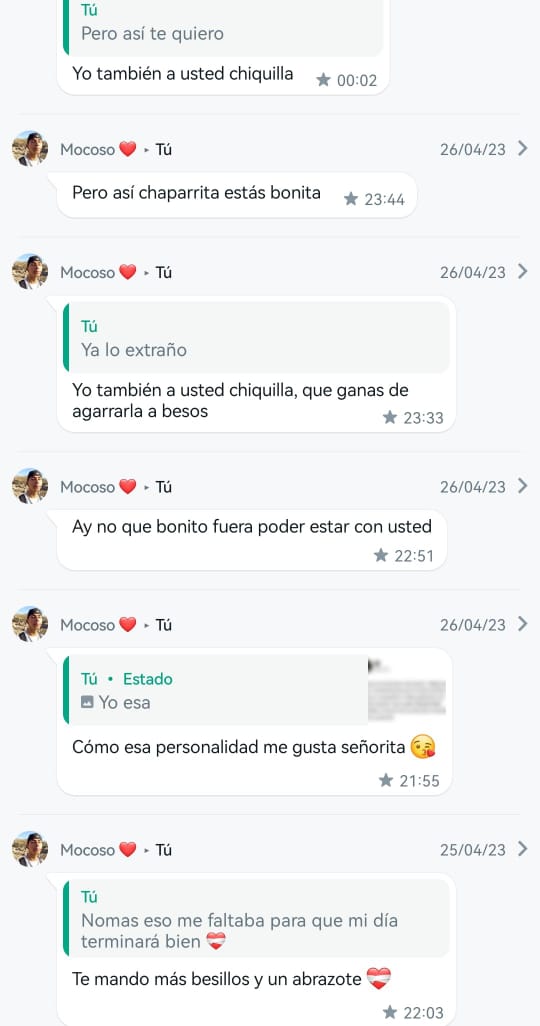 Tú
Pero así te quiero
Yo también a usted chiquilla
00:02
Mocoso ❤️ ▸ Tú
26/04/23
Pero así chaparrita estás bonita
23:44
Mocoso ❤️ ▸ Tú
26/04/23
Tú
Ya lo extraño
Yo también a usted chiquilla, que ganas de
agarrarla a besos
23:33
Mocoso ❤️ ▸ Tú
26/04/23
Ay no que bonito fuera poder estar con usted
22:51
Mocoso ❤️ ▸ Tú
26/04/23
Tú • Estado
Yo esa
Cómo esa personalidad me gusta señorita 😘
21:55
Mocoso ❤️ ▸ Tú
25/04/23
Tú
Nomas eso me faltaba para que mi día
terminará bien ❤️‍🩹
Te mando más besillos y un abrazote ❤️‍🩹
22:03